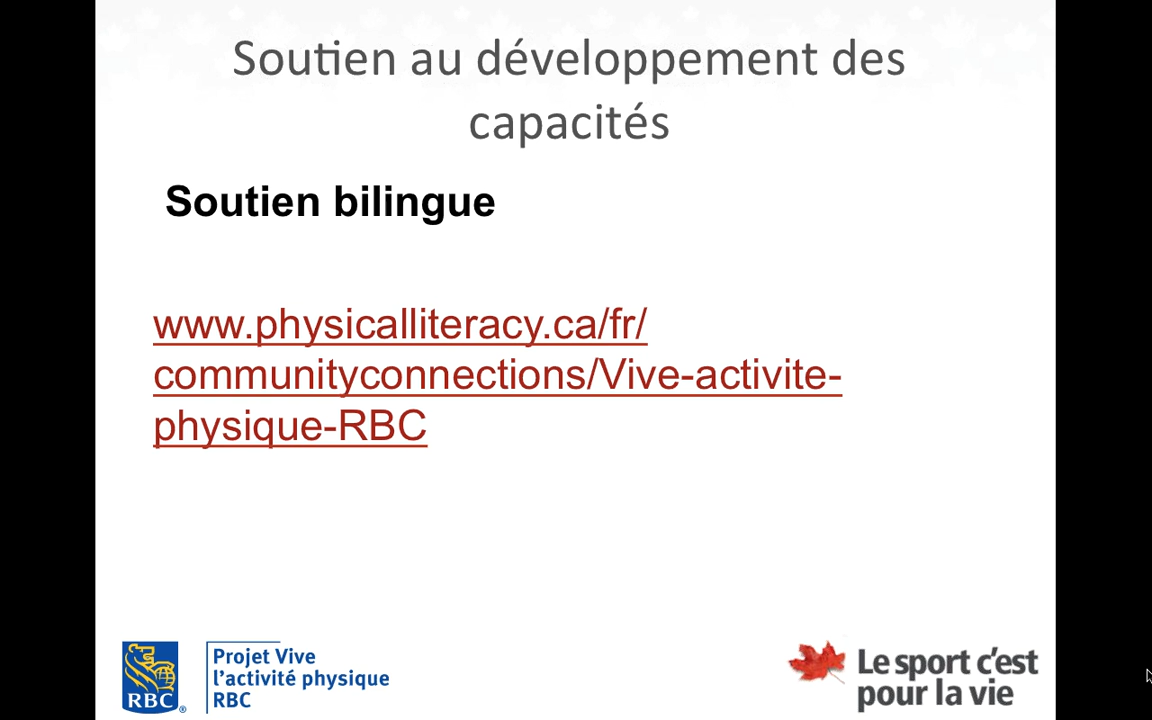 Soutien au développement des
capacités
Soutien bilingue
www.physicalliteracy.ca/fr/
communityconnections/Vive-activite-
physique-RBC
RBC
®
Projet Vive
l'activité physique
RBC
Le sport c'est
pour la vie